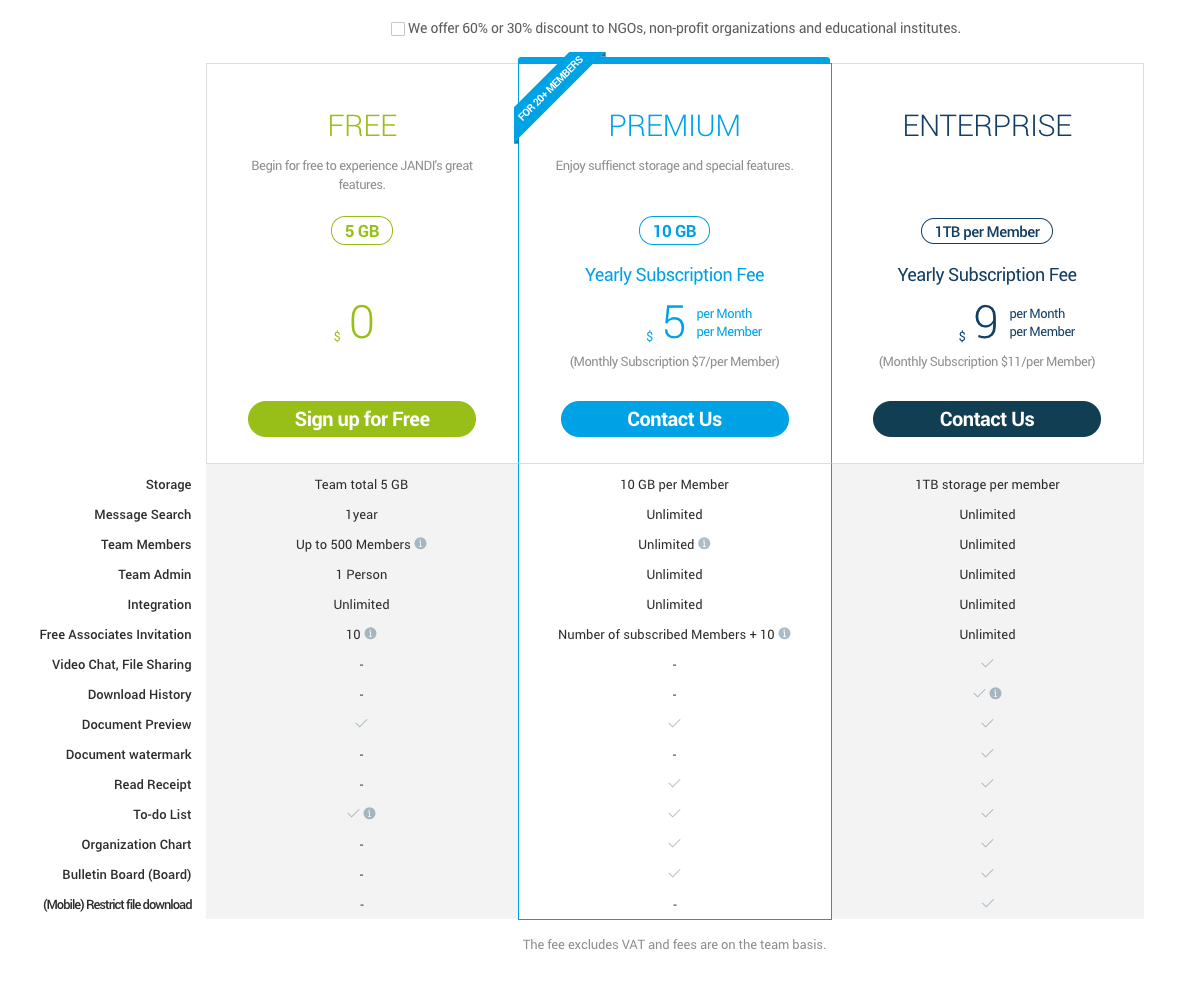 We offer 60% or 30% discount to NGOs, non-profit organizations and educational institutes.
FOR 20+ MEMBERS
FREE
Begin for free to experience JANDI's great
features.
5 GB
$ 0
Sign up for Free
PREMIUM
Enjoy suffienct storage and special features.
10 GB
Yearly Subscription Fee
$ 5 per Month
per Member
(Monthly Subscription $7/per Member)
Contact Us
ENTERPRISE
1TB per Member
Yearly Subscription Fee
$ 9 per Month
per Member
(Monthly Subscription $11/per Member)
Contact Us
Storage Team total 5 GB 10 GB per Member 1TB storage per member
Message Search 1year Unlimited Unlimited
Team Members Up to 500 Members Unlimited Unlimited
Team Admin 1 Person Unlimited Unlimited
Integration Unlimited Unlimited Unlimited
Free Associates Invitation 10 Number of subscribed Members + 10 Unlimited
Video Chat, File Sharing - - ✓
Download History - - ✓
Document Preview ✓ ✓ ✓
Document watermark - - ✓
Read Receipt - ✓ ✓
To-do List ✓ ✓ ✓
Organization Chart - ✓ ✓
Bulletin Board (Board) - ✓ ✓
(Mobile) Restrict file download - - ✓
The fee excludes VAT and fees are on the team basis.